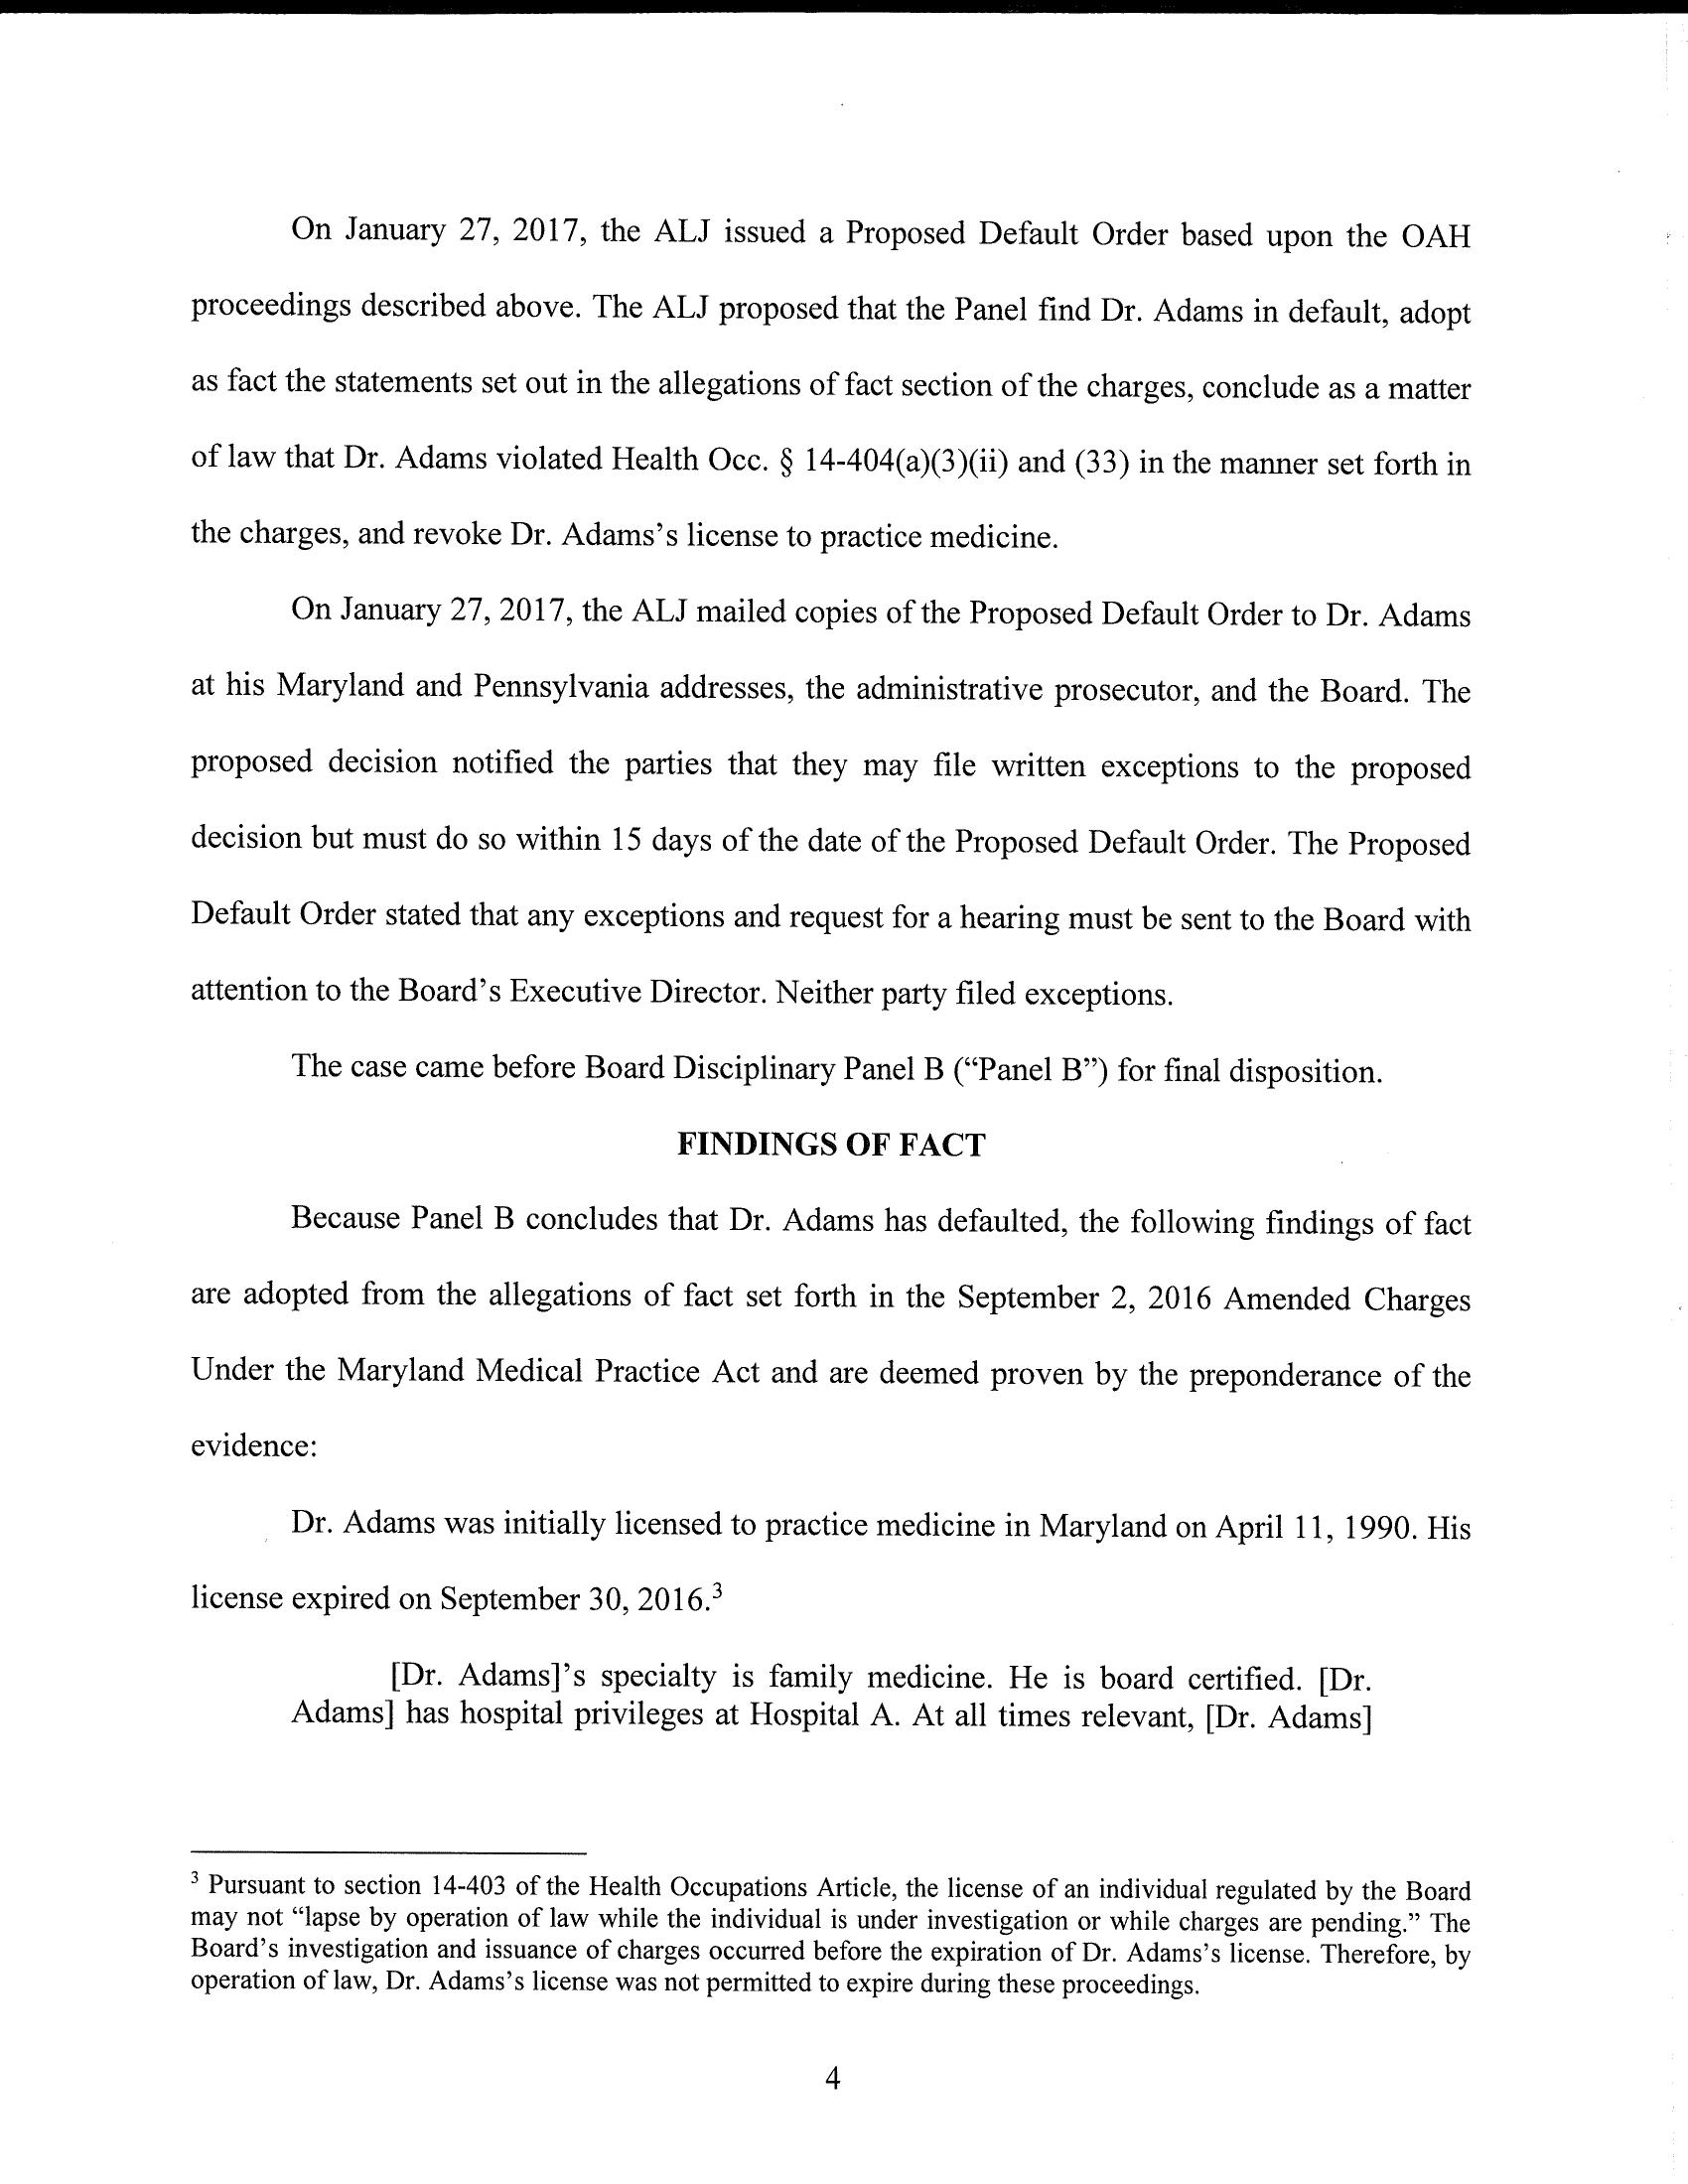 On January 27, 2017, the ALJ issued a Proposed Default Order based upon the OAH
proceedings described above. The ALJ proposed that the Panel find Dr. Adams in default, adopt
as fact the statements set out in the allegations of fact section of the charges, conclude as a matter
of law that Dr. Adams violated Health Occ. § 14-404(a)(3)(ii) and (33) in the manner set forth in
the charges, and revoke Dr. Adams’s license to practice medicine.
On January 27, 2017, the ALJ mailed copies of the Proposed Default Order to Dr. Adams
at his Maryland and Pennsylvania addresses, the administrative prosecutor, and the Board. The
proposed decision notified the parties that they may file written exceptions to the proposed
decision but must do so within 15 days of the date of the Proposed Default Order. The Proposed
Default Order stated that any exceptions and request for a hearing must be sent to the Board with
attention to the Board’s Executive Director. Neither party filed exceptions.
The case came before Board Disciplinary Panel B (“Panel B”) for final disposition.
FINDINGS OF FACT
Because Panel B concludes that Dr. Adams has defaulted, the following findings of fact
are adopted from the allegations of fact set forth in the September 2, 2016 Amended Charges
Under the Maryland Medical Practice Act and are deemed proven by the preponderance of the
evidence:
Dr. Adams was initially licensed to practice medicine in Maryland on April 11, 1990. His
license expired on September 30, 2016.³
[Dr. Adams]’s specialty is family medicine. He is board certified. [Dr.
Adams] has hospital privileges at Hospital A. At all times relevant, [Dr. Adams]
³ Pursuant to section 14-403 of the Health Occupations Article, the license of an individual regulated by the Board
may not “lapse by operation of law while the individual is under investigation or while charges are pending.” The
Board’s investigation and issuance of charges occurred before the expiration of Dr. Adams’s license. Therefore, by
operation of law, Dr. Adams’s license was not permitted to expire during these proceedings.
4